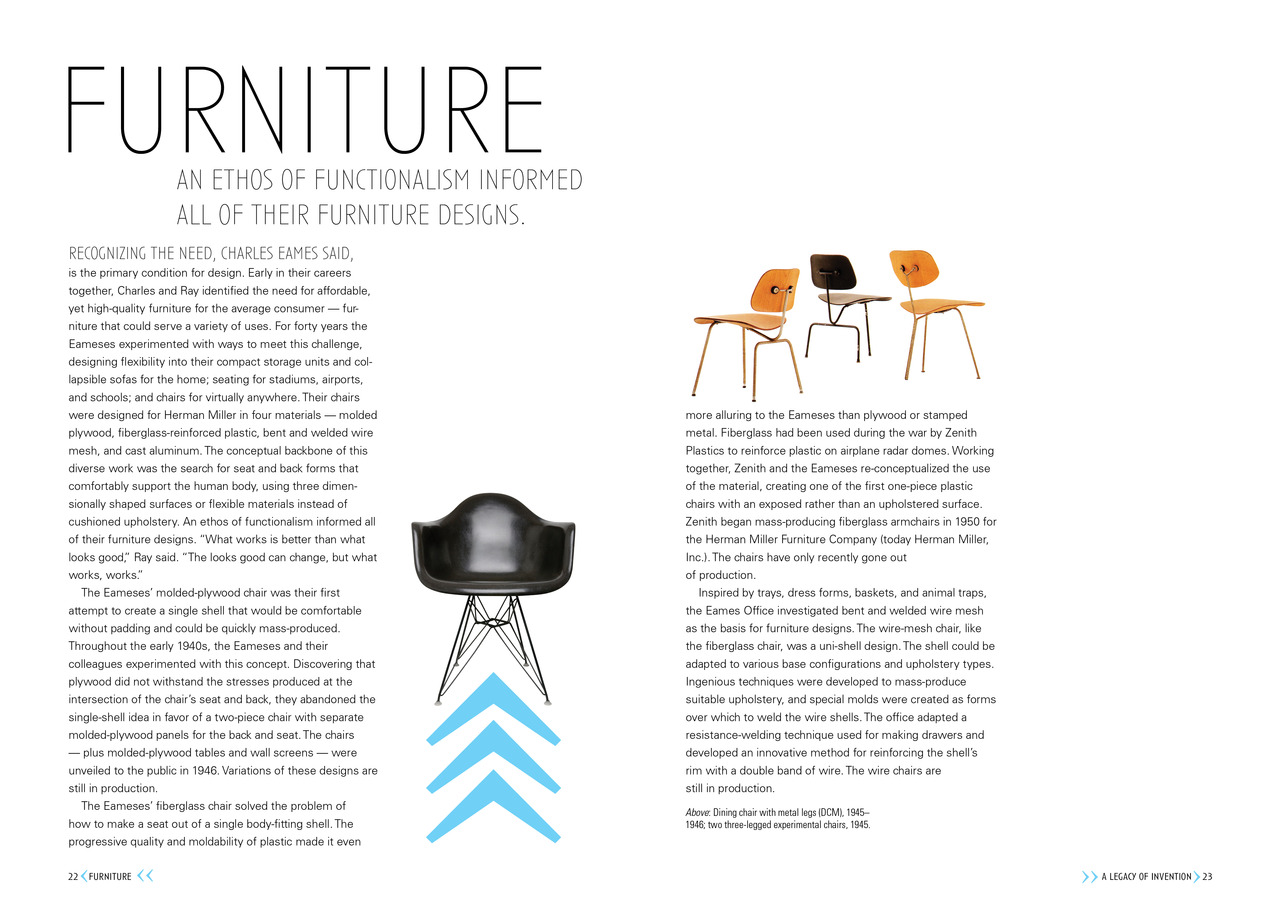 FURNITURE
AN ETHOS OF FUNCTIONALISM INFORMED
ALL OF THEIR FURNITURE DESIGNS.
RECOGNIZING THE NEED, CHARLES EAMES SAID,
is the primary condition for design. Early in their careers
together, Charles and Ray identified the need for affordable,
yet high-quality furniture for the average consumer — fur-
niture that could serve a variety of uses. For forty years the
Eameses experimented with ways to meet this challenge,
designing flexibility into their compact storage units and col-
lapsible sofas for the home; seating for stadiums, airports,
and schools; and chairs for virtually anywhere. Their chairs
were designed for Herman Miller in four materials — molded
plywood, fiberglass-reinforced plastic, bent and welded wire
mesh, and cast aluminum. The conceptual backbone of this
diverse work was the search for seat and back forms that
comfortably support the human body, using three dimen-
sionally shaped surfaces or flexible materials instead of
cushioned upholstery. An ethos of functionalism informed all
of their furniture designs. “What works is better than what
looks good,” Ray said. “The looks good can change, but what
works, works.”
The Eameses’ molded-plywood chair was their first
attempt to create a single shell that would be comfortable
without padding and could be quickly mass-produced.
Throughout the early 1940s, the Eameses and their
colleagues experimented with this concept. Discovering that
plywood did not withstand the stresses produced at the
intersection of the chair’s seat and back, they abandoned the
single-shell idea in favor of a two-piece chair with separate
molded-plywood panels for the back and seat. The chairs
— plus molded-plywood tables and wall screens — were
unveiled to the public in 1946. Variations of these designs are
still in production.
The Eameses’ fiberglass chair solved the problem of
how to make a seat out of a single body-fitting shell. The
progressive quality and moldability of plastic made it even
more alluring to the Eameses than plywood or stamped
metal. Fiberglass had been used during the war by Zenith
Plastics to reinforce plastic on airplane radar domes. Working
together, Zenith and the Eameses re-conceptualized the use
of the material, creating one of the first one-piece plastic
chairs with an exposed rather than an upholstered surface.
Zenith began mass-producing fiberglass armchairs in 1950 for
the Herman Miller Furniture Company (today Herman Miller,
Inc.). The chairs have only recently gone out
of production.
Inspired by trays, dress forms, baskets, and animal traps,
the Eames Office investigated bent and welded wire mesh
as the basis for furniture designs. The wire-mesh chair, like
the fiberglass chair, was a uni-shell design. The shell could be
adapted to various base configurations and upholstery types.
Ingenious techniques were developed to mass-produce
suitable upholstery, and special molds were created as forms
over which to weld the wire shells. The office adapted a
resistance-welding technique used for making drawers and
developed an innovative method for reinforcing the shell’s
rim with a double band of wire. The wire chairs are
still in production.
Above: Dining chair with metal legs (DCM), 1945–
1946; two three-legged experimental chairs, 1945.
22 FURNITURE
A LEGACY OF INVENTION 23